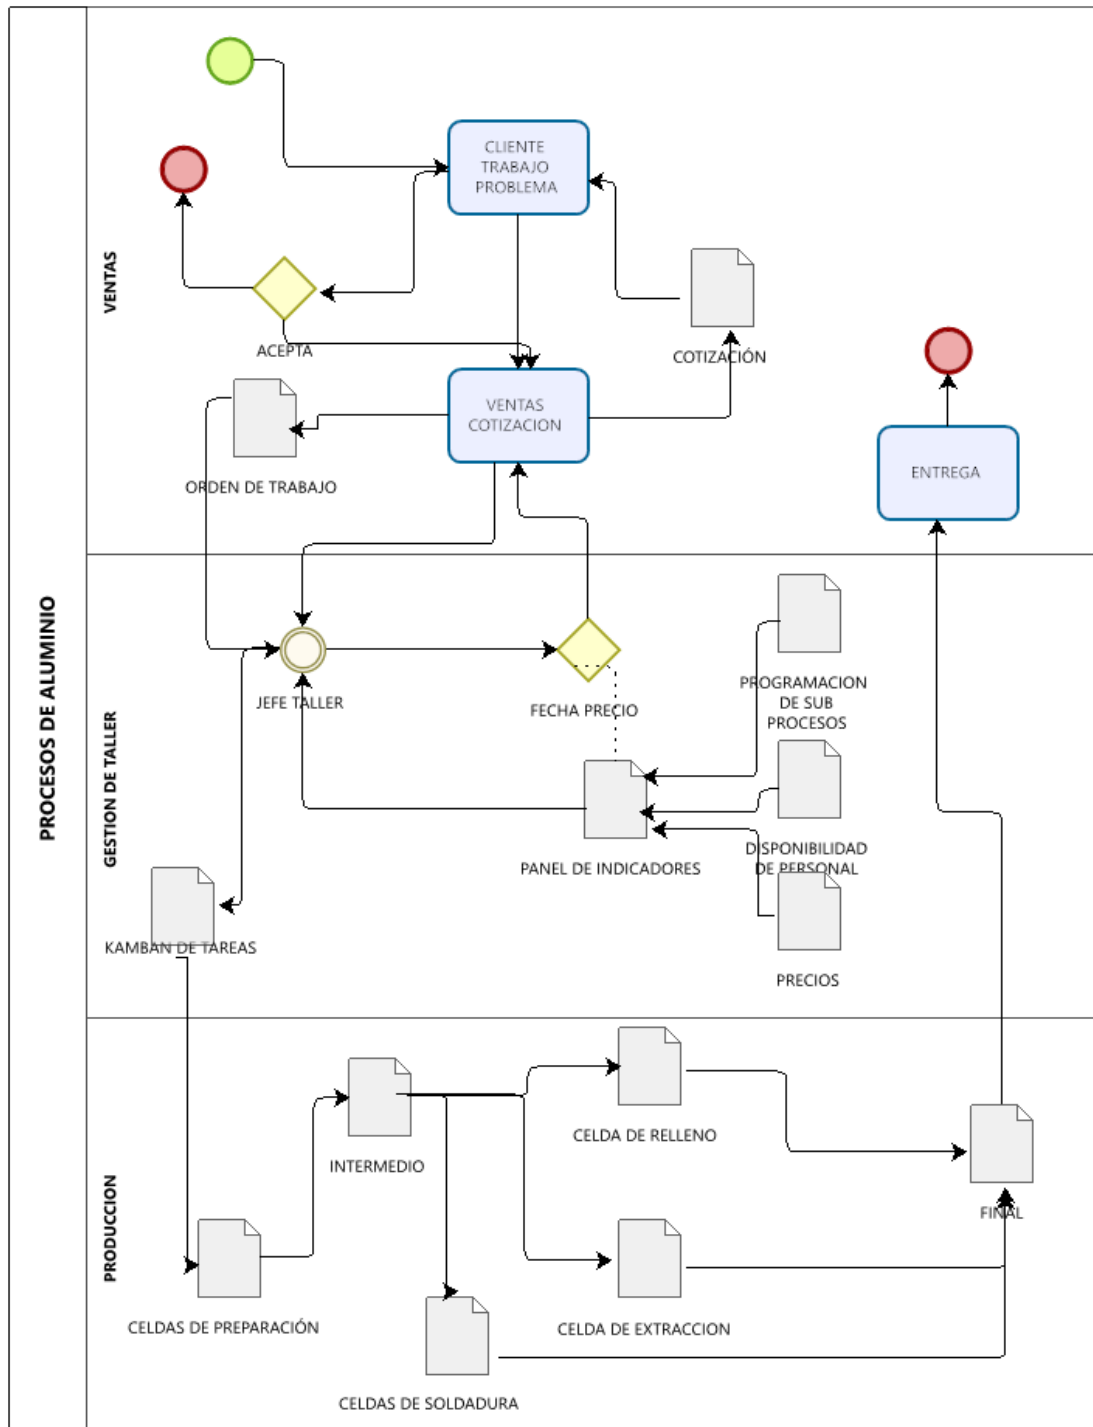 PROCESOS DE ALUMINIO
VENTAS
CLIENTE
TRABAJO
PROBLEMA
ACEPTA
COTIZACIÓN
VENTAS
COTIZACION
ORDEN DE TRABAJO
ENTREGA
GESTION DE TALLER
JEFE TALLER
FECHA PRECIO
PROGRAMACION
DE SUB
PROCESOS
PANEL DE INDICADORES
DISPONIBILIDAD
DE PERSONAL
KAMBAN DE TAREAS
PRECIOS
PRODUCCION
INTERMEDIO
CELDA DE RELLENO
FINAL
CELDAS DE PREPARACIÓN
CELDA DE EXTRACCION
CELDAS DE SOLDADURA